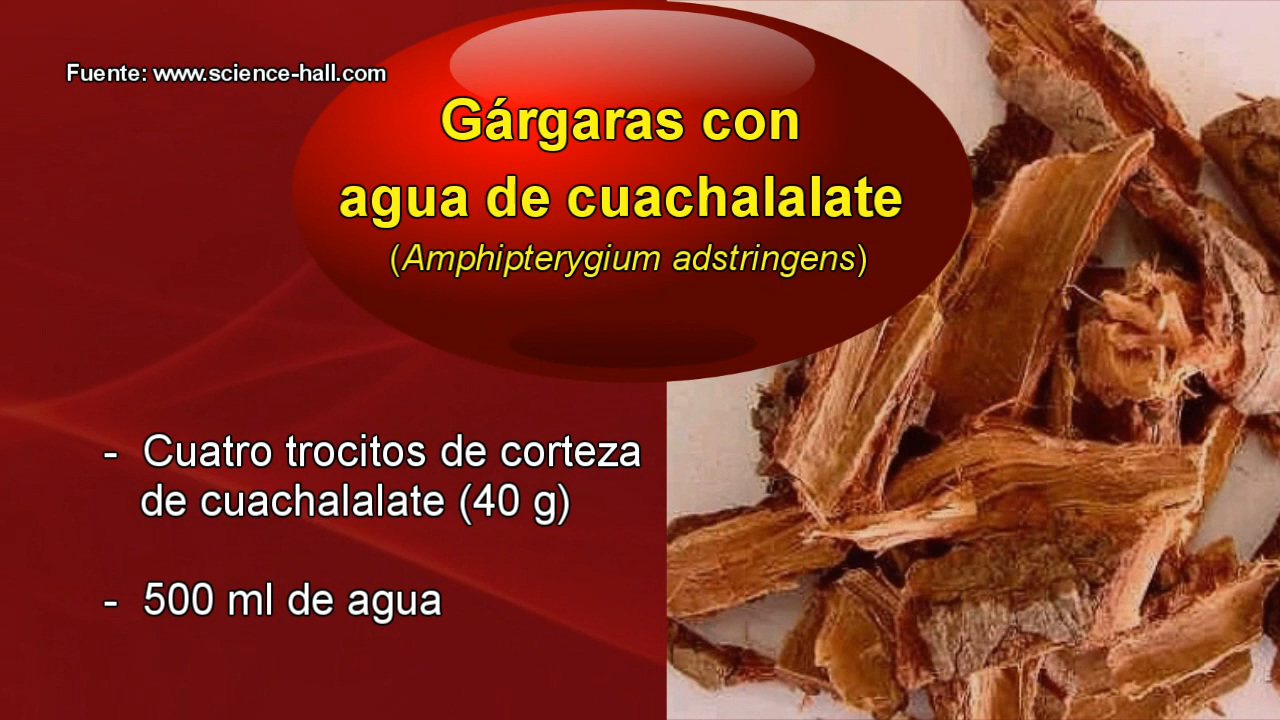 Fuente: www.science-hall.com
Gárgaras con
agua de cuachalalate
(Amphipterygium adstringens)
- Cuatro trocitos de corteza
de cuachalalate (40 g)
- 500 ml de agua